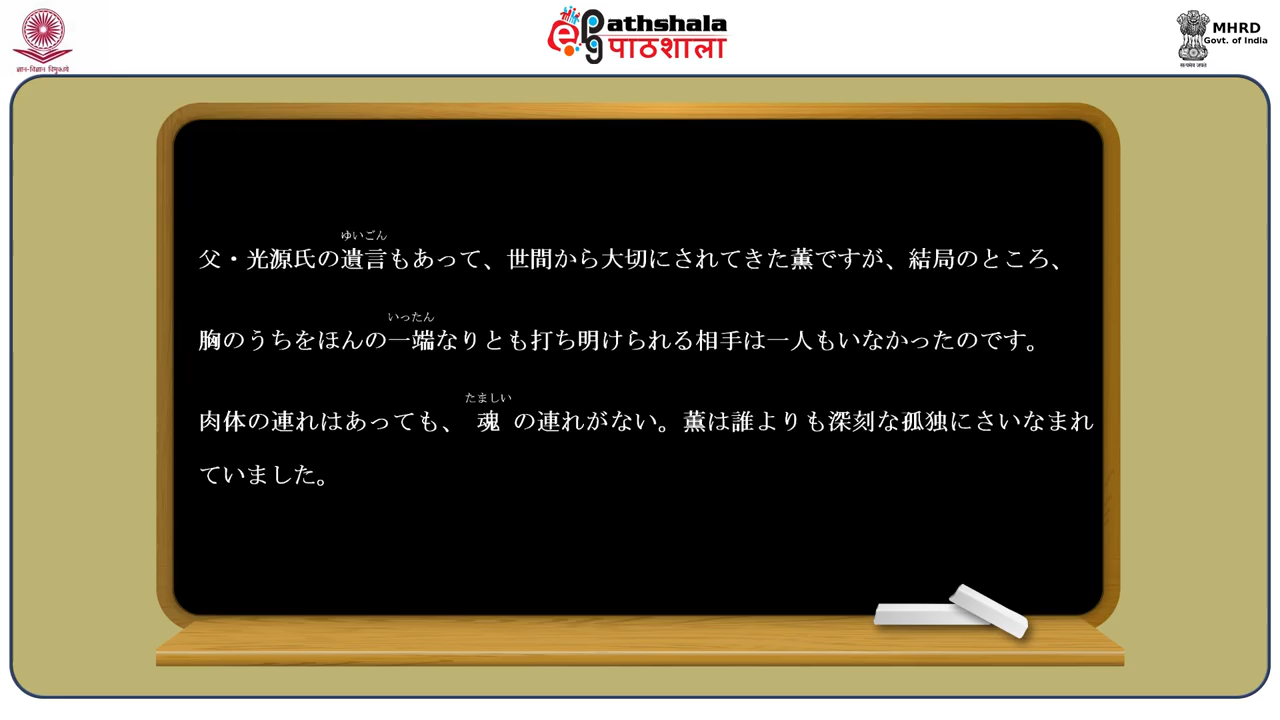 ज्ञान-विज्ञान विमुक्तये
ePg Pathshala
पाठशाला
MHRD
Govt. of India
सत्यमेव जयते
ゆいごん
父・光源氏の遺言もあって、世間から大切にされてきた薫ですが、結局のところ、
いったん
胸のうちをほんの一端なりとも打ち明けられる相手は一人もいなかったのです。
たましい
肉体の連れはあっても、魂の連れがない。薫は誰よりも深刻な孤独にさいなまれ
ていました。